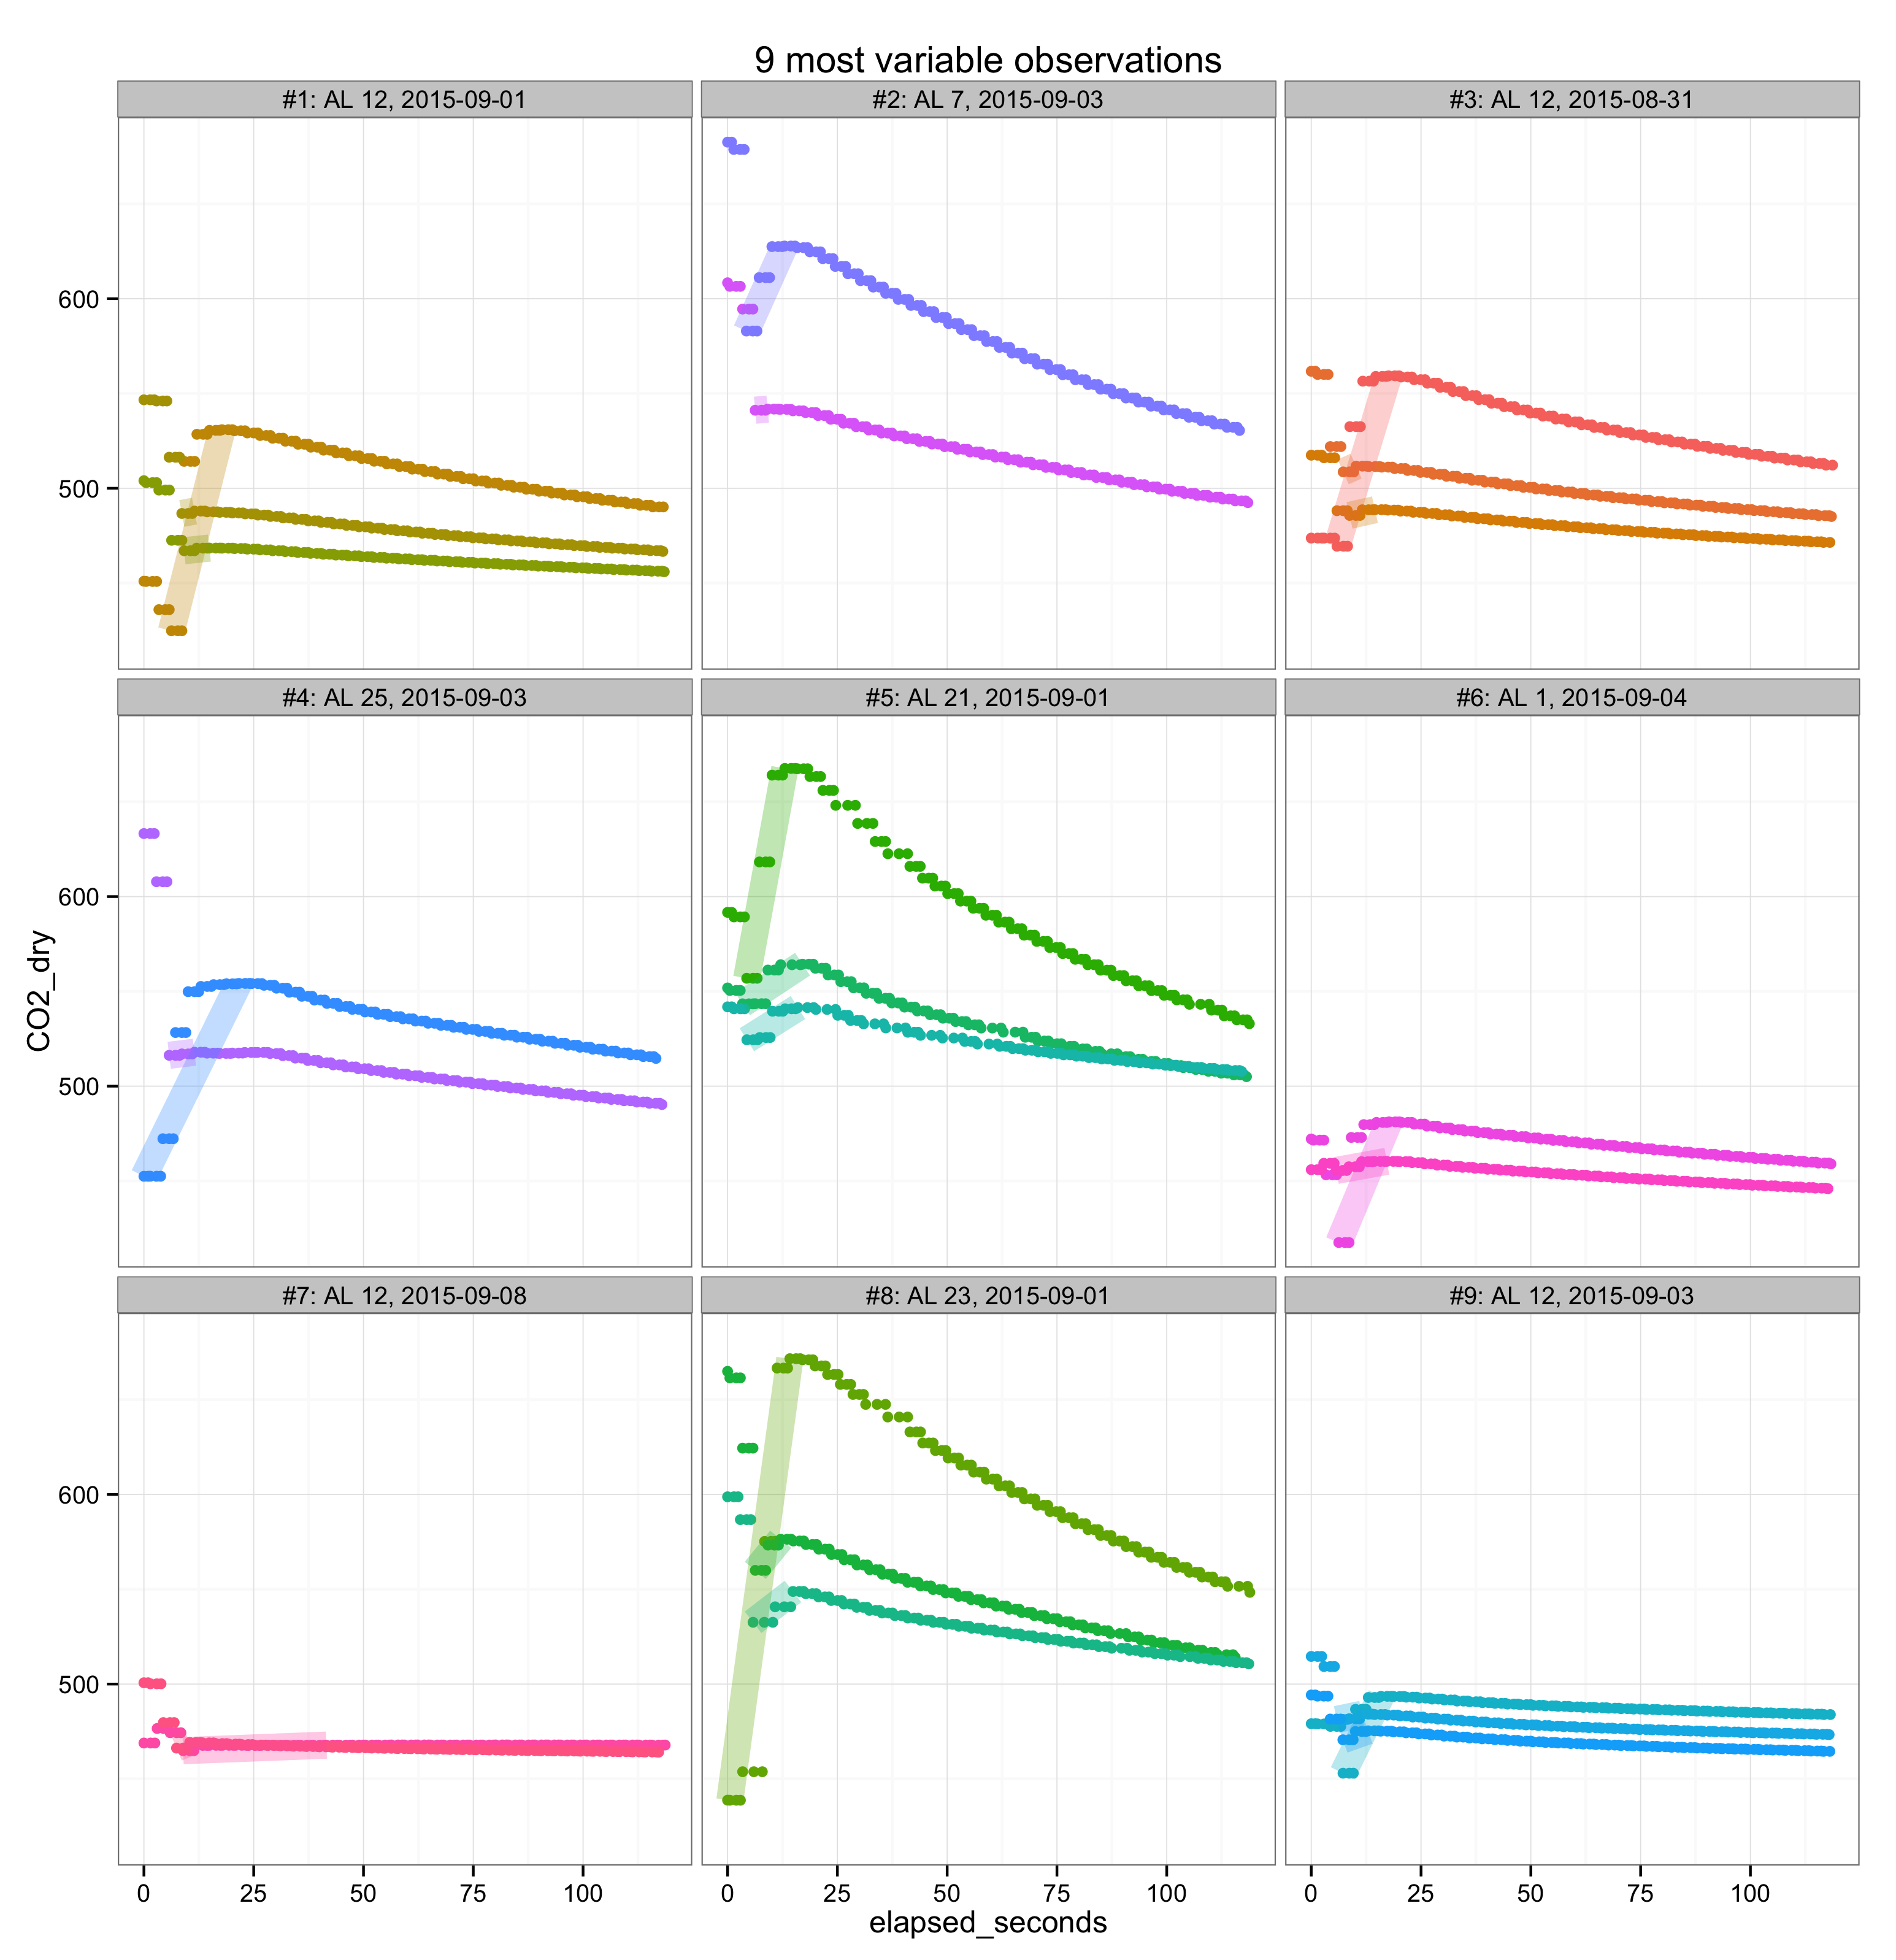 9 most variable observations
#1: AL 12, 2015-09-01
#2: AL 7, 2015-09-03
#3: AL 12, 2015-08-31
600
500
#4: AL 25, 2015-09-03
#5: AL 21, 2015-09-01
#6: AL 1, 2015-09-04
600
500
CO2_dry
#7: AL 12, 2015-09-08
#8: AL 23, 2015-09-01
#9: AL 12, 2015-09-03
600
500
0 25 50 75 100
0 25 50 75 100
0 25 50 75 100
elapsed_seconds